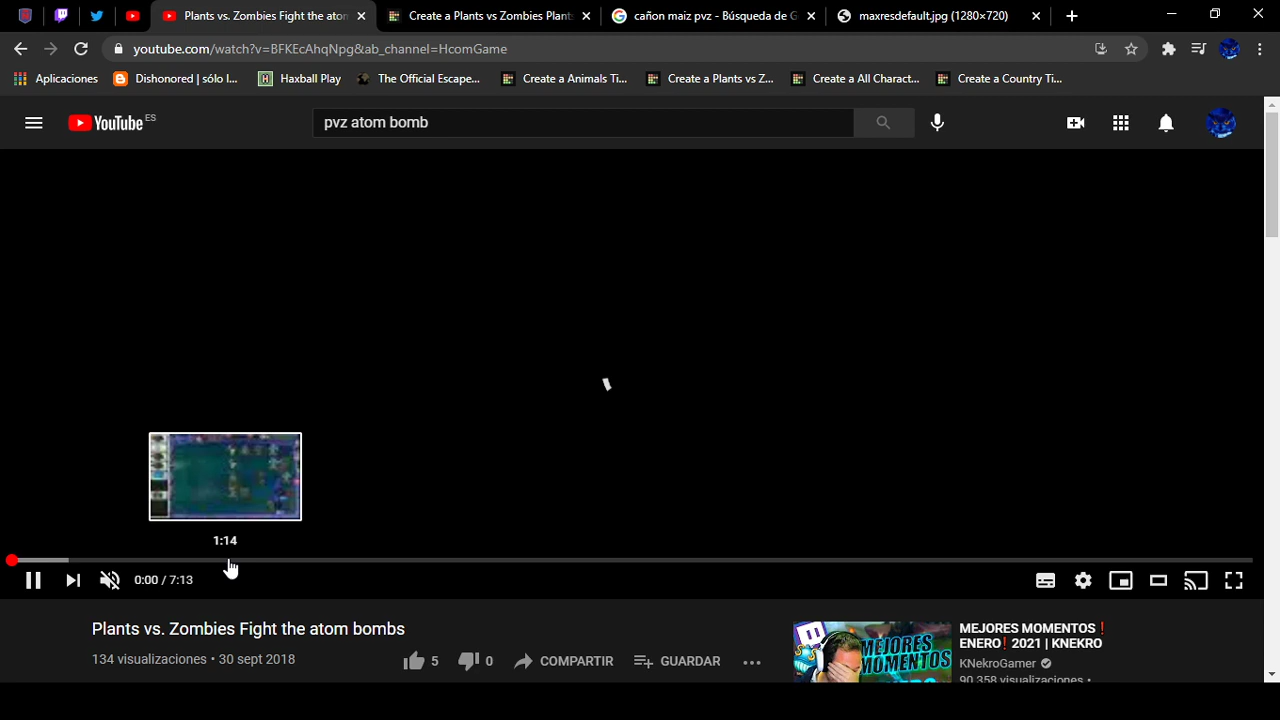 Plants vs. Zombies Fight the aton
Create a Plants vs Zombies Plant
cañon maiz pvz - Búsqueda de G
maxresdefault.jpg (1280×720)
youtube.com/watch?v=BFKEcAhqNpg&ab_channel=HcomGame
Aplicaciones
Dishonored | sólo l...
Haxball Play
The Official Escape...
Create a Animals Ti...
Create a Plants vs Z...
Create a All Charact...
Create a Country Ti...
YouTube ES
pvz atom bomb
1:14
0:00 / 7:13
Plants vs. Zombies Fight the atom bombs
134 visualizaciones • 30 sept 2018
5
0
COMPARTIR
GUARDAR
MEJORES MOMENTOS
MEJORES MOMENTOS❗
ENERO❗2021 | KNEKRO
KNekroGamer
90.358 visualizaciones •